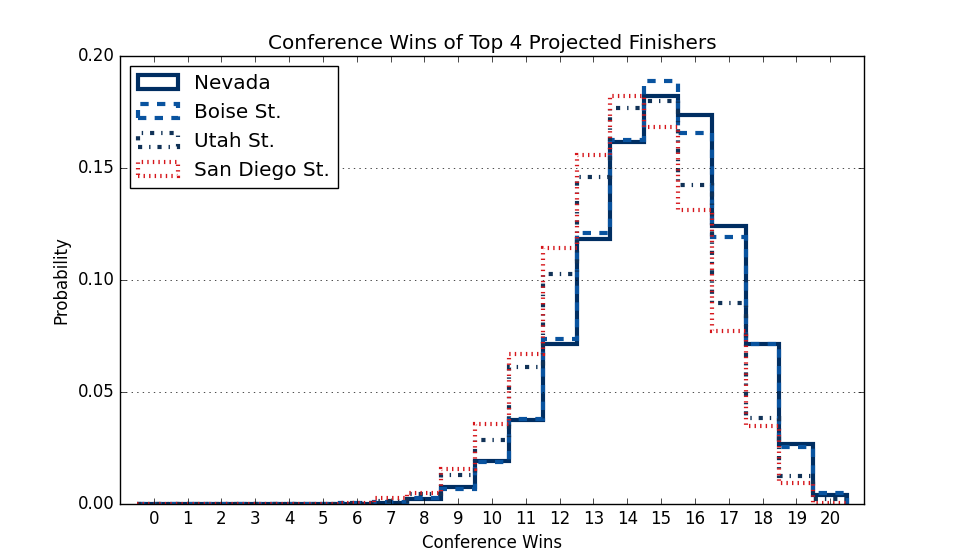 Conference Wins of Top 4 Projected Finishers
Nevada
Boise St.
Utah St.
San Diego St.
Probability
0.20
0.15
0.10
0.05
0.00
0 1 2 3 4 5 6 7 8 9 10 11 12 13 14 15 16 17 18 19 20
Conference Wins